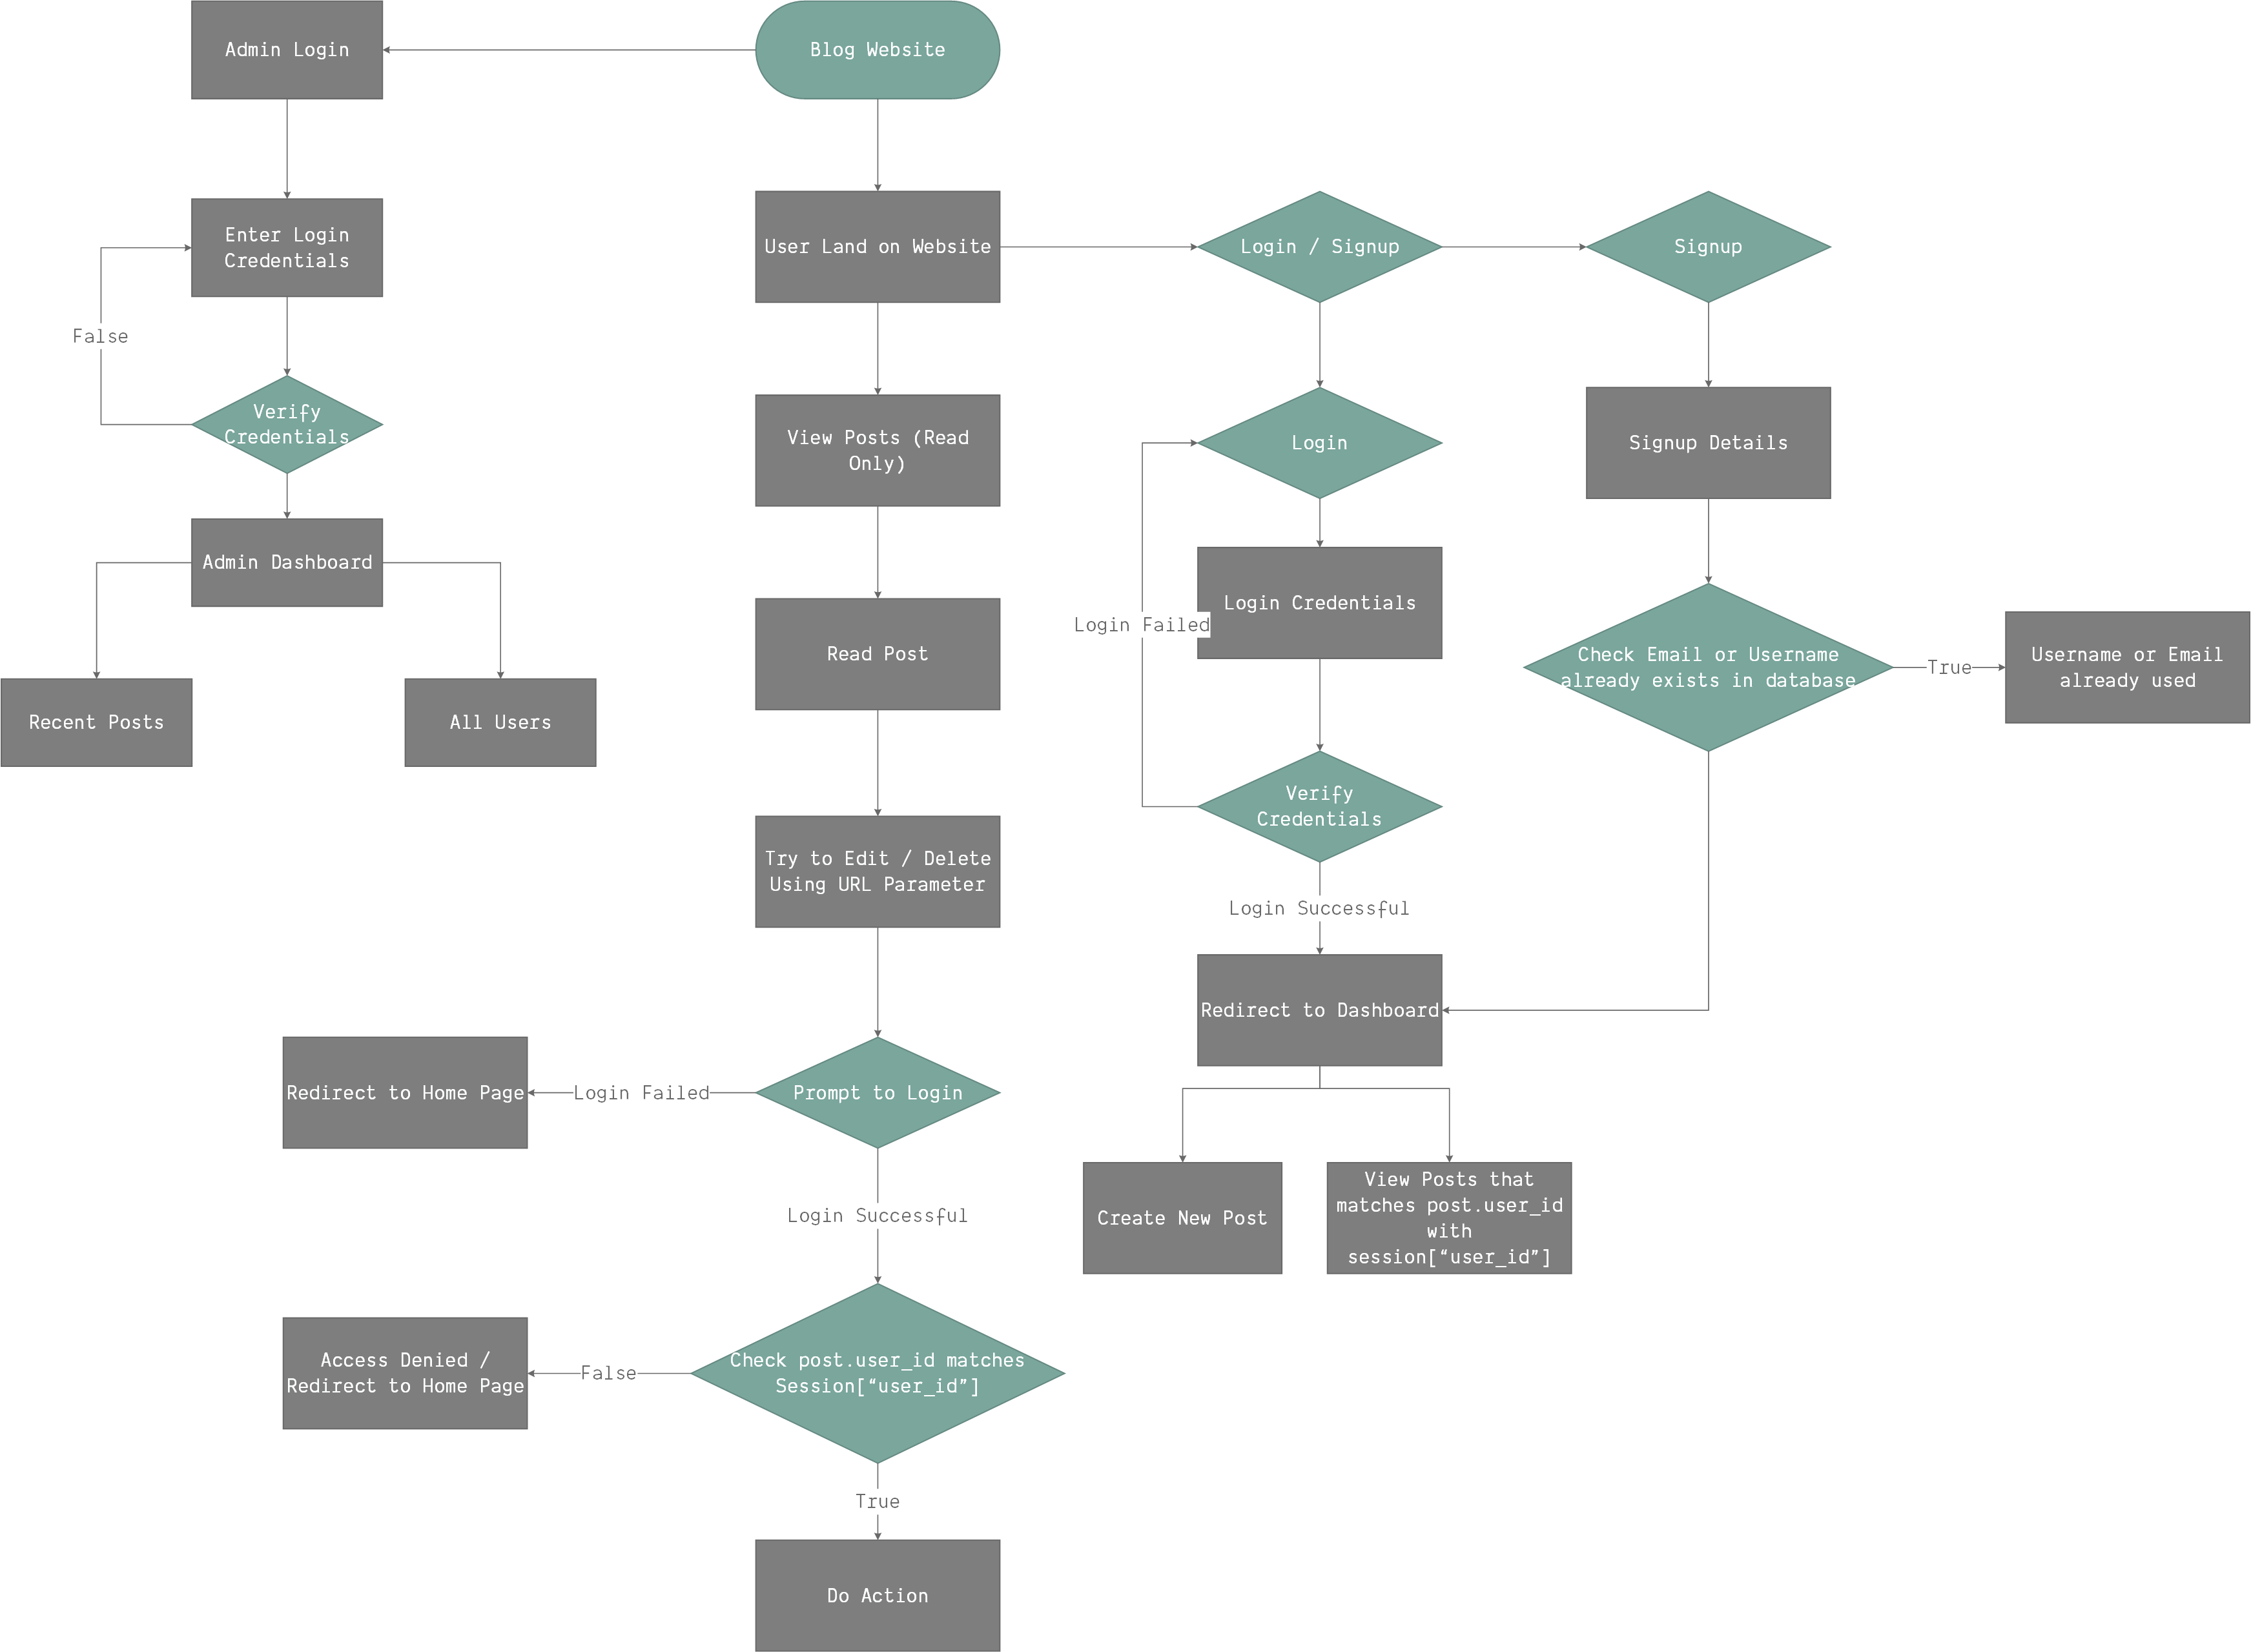 Admin Login
Blog Website
Enter Login
Credentials
User Land on Website
Login / Signup
Signup
False
Verify
Credentials
View Posts (Read
Only)
Login
Signup Details
Admin Dashboard
Login Credentials
Login Failed
Read Post
Check Email or Username
already exists in database
True
Username or Email
already used
Recent Posts
All Users
Verify
Credentials
Try to Edit / Delete
Using URL Parameter
Login Successful
Redirect to Dashboard
Redirect to Home Page
Login Failed
Prompt to Login
Login Successful
Create New Post
View Posts that
matches post.user_id
with
session[“user_id”]
Access Denied /
Redirect to Home Page
False
Check post.user_id matches
Session[“user_id”]
True
Do Action